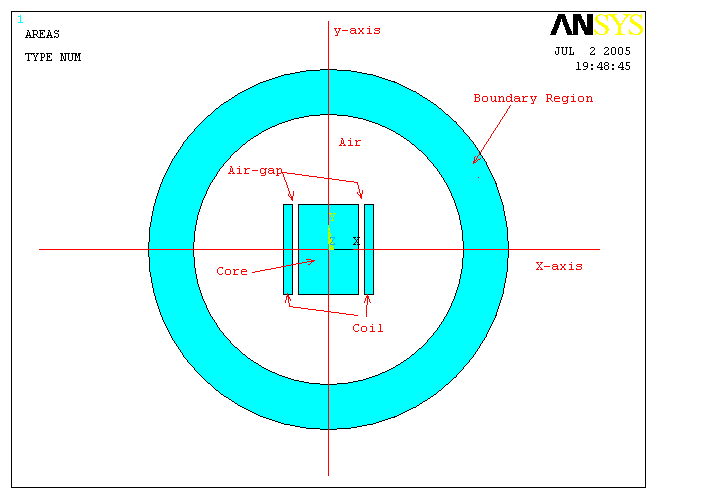 1
AREAS
TYPE NUM
ANSYS
JUL  2 2005
19:48:45
y-axis
Boundary Region
Air
Air-gap
Y
Z
X
X-axis
Core
Coil